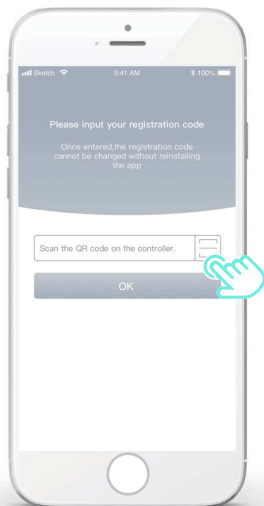 Sketch 9:41 AM 100%
Please input your registration code
Once entered,the registration code
cannot be changed without reinstalling
the app
Scan the QR code on the controller.
OK